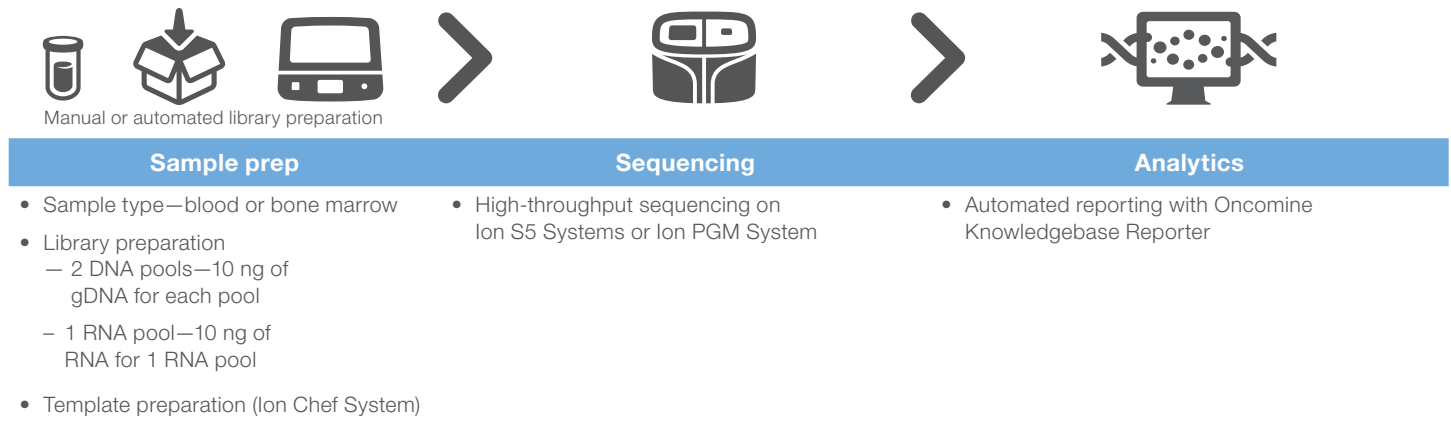 Manual or automated library preparation
Sample prep
Sequencing
Analytics
• Sample type—blood or bone marrow
• Library preparation
— 2 DNA pools—10 ng of
gDNA for each pool
– 1 RNA pool—10 ng of
RNA for 1 RNA pool
• Template preparation (Ion Chef System)
• High-throughput sequencing on
Ion S5 Systems or Ion PGM System
• Automated reporting with Oncomine
Knowledgebase Reporter